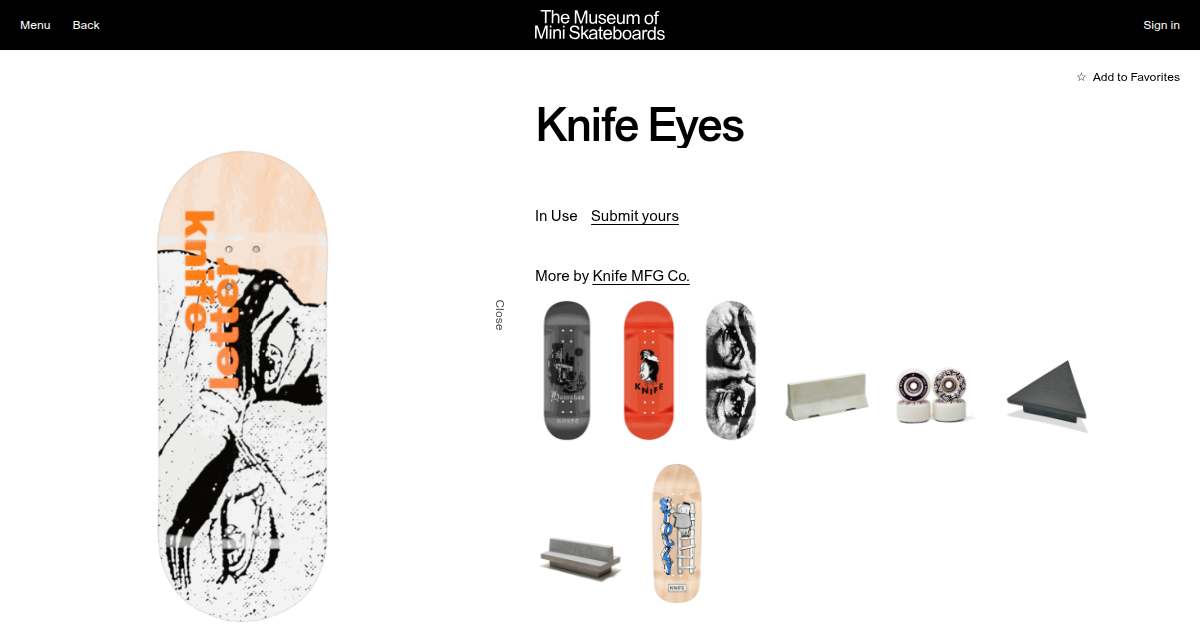 Menu
Back
The Museum of
Mini Skateboards
Sign in
☆ Add to Favorites
Knife Eyes
knife
In Use
Submit yours
More by Knife MFG Co.
Close
KNIFE
KNIFE